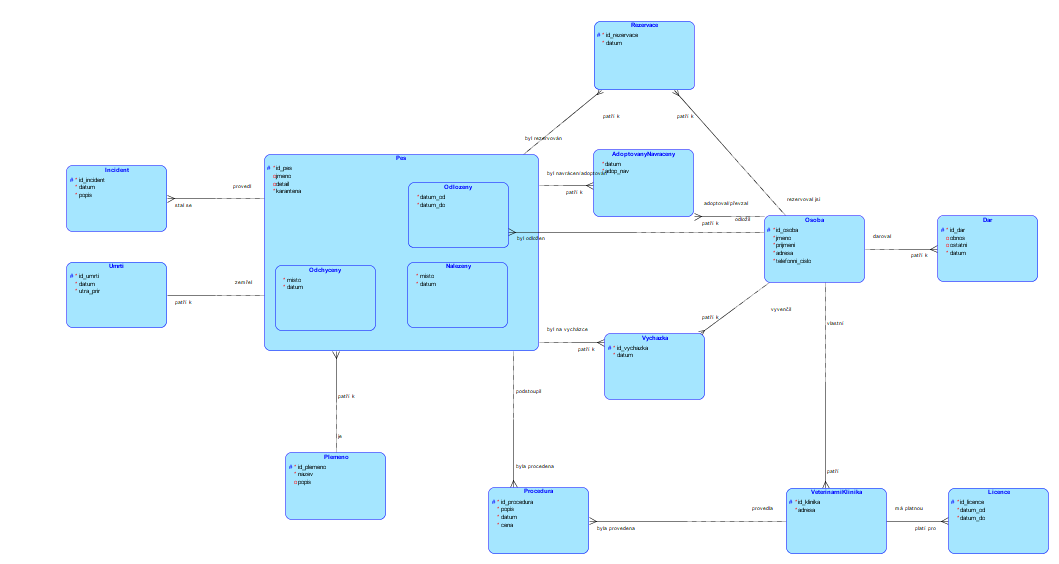 Rezervace
# * id_rezervace
* datum
patří k
patří k
byl rezervován
rezervoval jsi
Pes
# * id_pes
o jmeno
o detail
* karantena
Odlozeny
* datum_od
* datum_do
Odchyceny
* misto
* datum
Nalezeny
* misto
* datum
AdoptovanyNavraceny
* datum
* adop_nav
byl navrácen/adoptován
patří k
adoptoval/převzal
patří k
odložil
byl odložen
Incident
# * id_incident
* datum
* popis
provedl
stal se
Umrti
# * id_umrti
* datum
* utra_prir
zemřel
patří k
Osoba
# * id_osoba
* jmeno
* prijmeni
* adresa
* telefonni_cislo
Dar
# * id_dar
o obnos
o ostatni
* datum
daroval
patří k
byl na vycházce
patří k
Vychazka
# * id_vychazka
* datum
patří k
vyvenčil
vlastní
patří
patří k
je
Plemeno
# * id_plemeno
* nazev
o popis
podstoupil
byla procedena
Procedura
# * id_procedura
* popis
* datum
* cena
provedla
byla provedena
VeterinarniKlinika
# * id_klinika
* adresa
má platnou
platí pro
Licence
# * id_licence
* datum_od
* datum_do